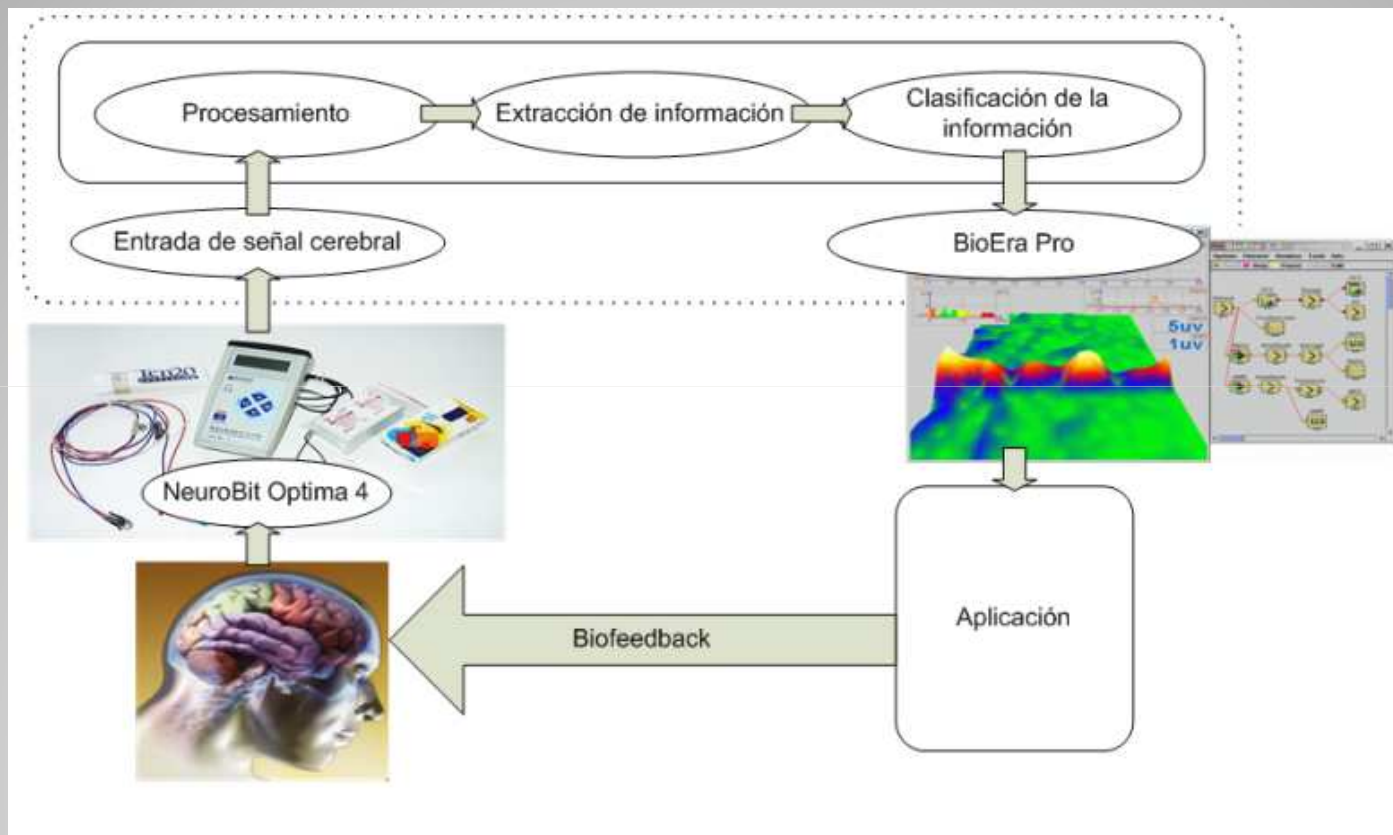 Procesamiento
Extracción de información
Clasificación de la
información
Entrada de señal cerebral
BioEra Pro
5uv
1uv
Ten20
NeuroBit Optima 4
Aplicación
Biofeedback